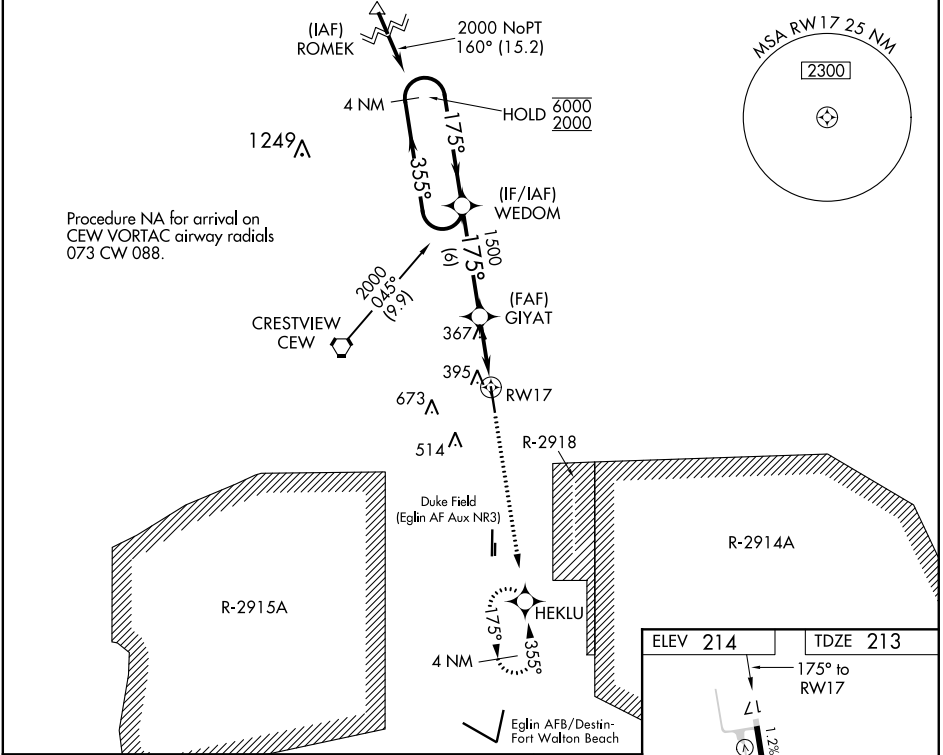 (IAF)
ROMEK
2000 NoPT
160° (15.2)
MSA RW17 25 NM
2300
4 NM
HOLD
6000
2000
175°
355°
1249
(IF/IAF)
WEDOM
Procedure NA for arrival on
CEW VORTAC airway radials
073 CW 088.
1500
175°
(6)
2000
045°
(9.9)
CRESTVIEW
CEW
(FAF)
GIYAT
367
395
RW17
673
514
R-2918
Duke Field
(Eglin AF Aux NR3)
R-2914A
R-2915A
HEKLU
175°
355°
4 NM
Eglin AFB/Destin-
Fort Walton Beach
ELEV 214
TDZE 213
175° to
RW17
17
1.2%